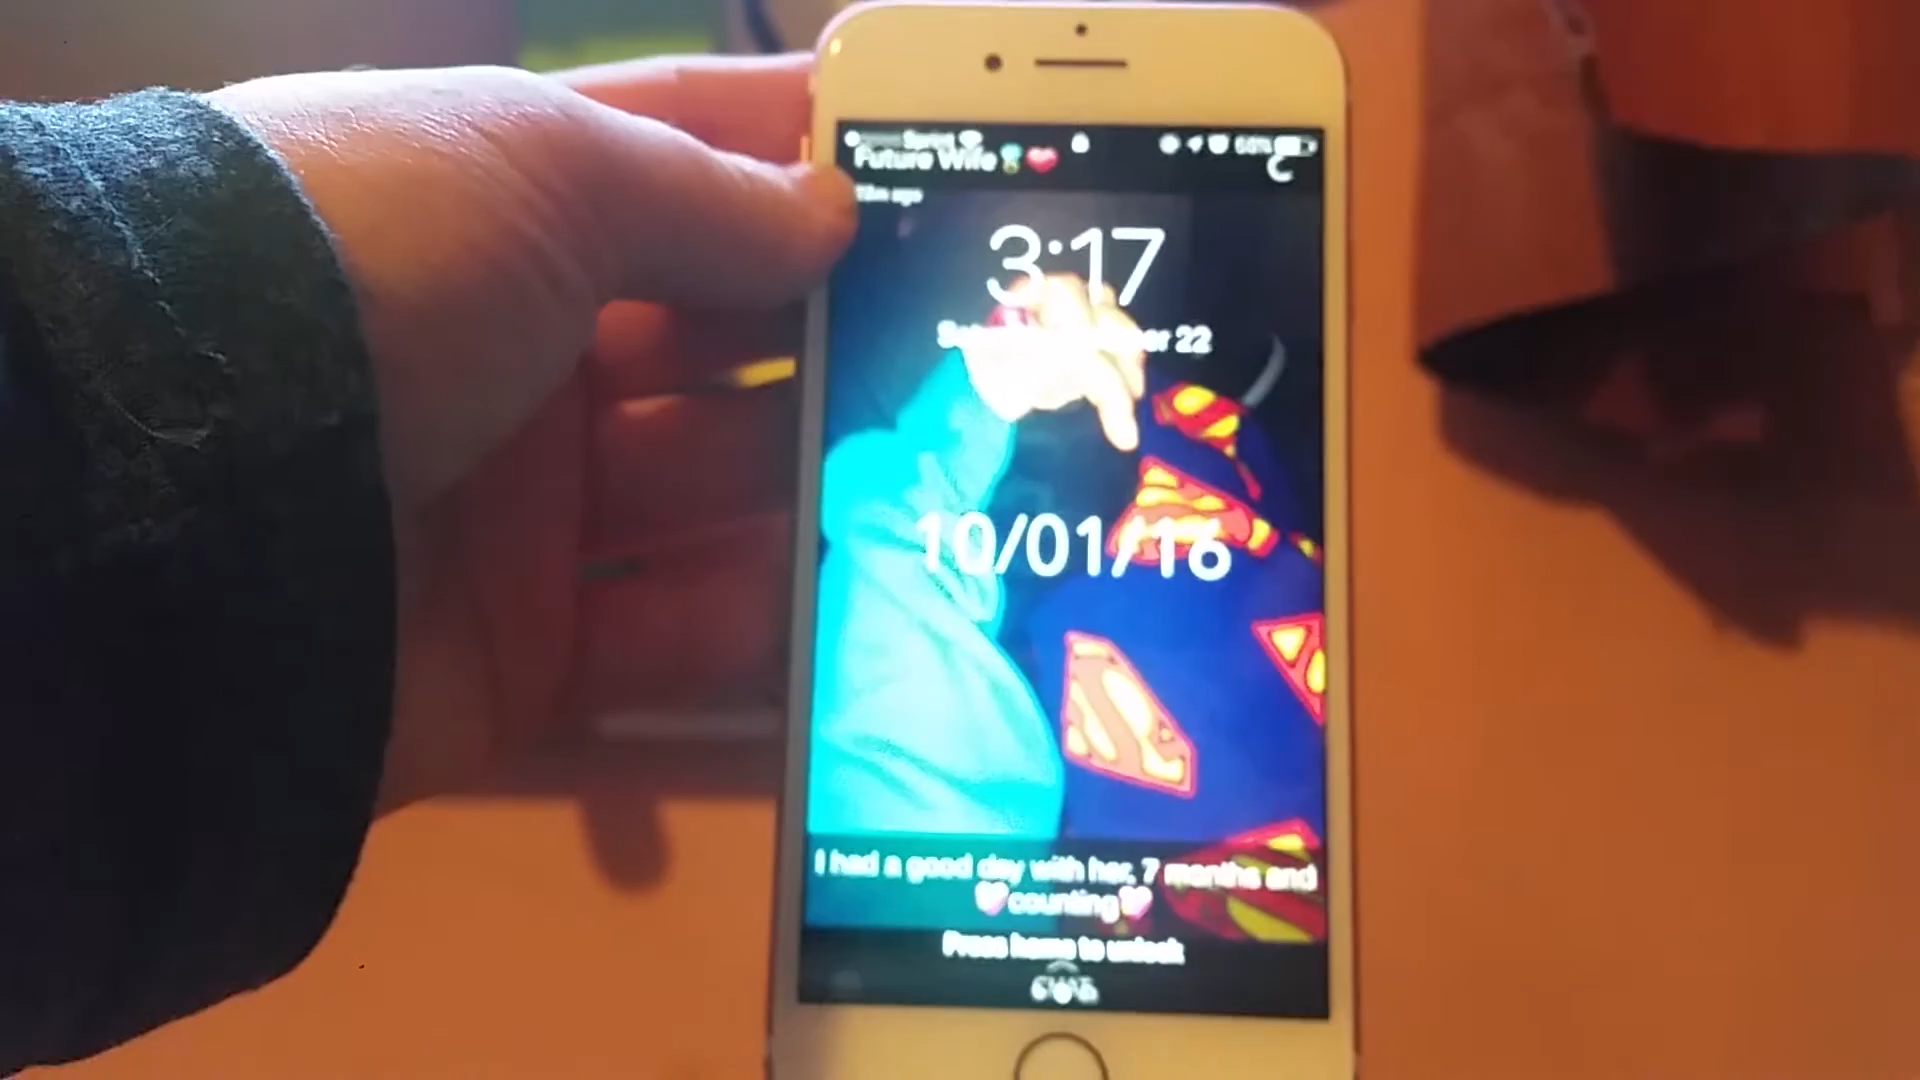 Sprint
Future Wife 💍❤️
3:17
22
10/01/16
I had a good day with her, 7 months and
💖counting💖
Press home to unlock